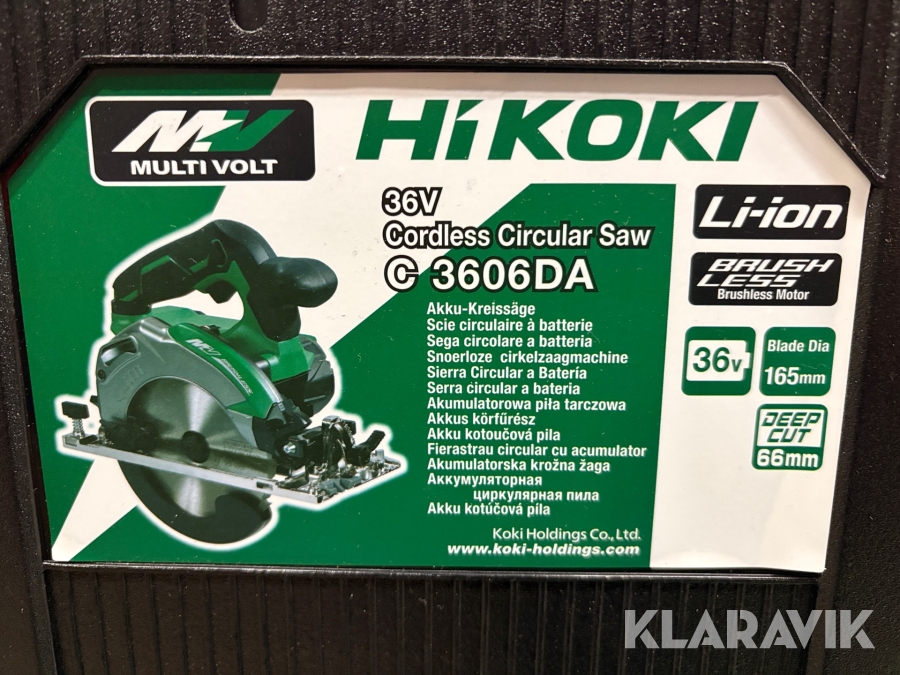 MV
MULTI VOLT
HiKOKI
36V
Cordless Circular Saw
C 3606DA
Akku-Kreissäge
Scie circulaire à batterie
Sega circolare a batteria
Snoerloze cirkelzaagmachine
Sierra Circular a Batería
Serra circular a bateria
Akumulatorowa piła tarczowa
Akkus körfűrész
Akku kotoučová pila
Fierastrau circular cu acumulator
Akumulatorska krožna žaga
Аккумуляторная
циркулярная пила
Akku kotúčová píla
Koki Holdings Co., Ltd.
www.koki-holdings.com
Li-ion
BRUSH
LESS
Brushless Motor
36V
Blade Dia
165mm
DEEP
CUT
66mm
KLARAVIK